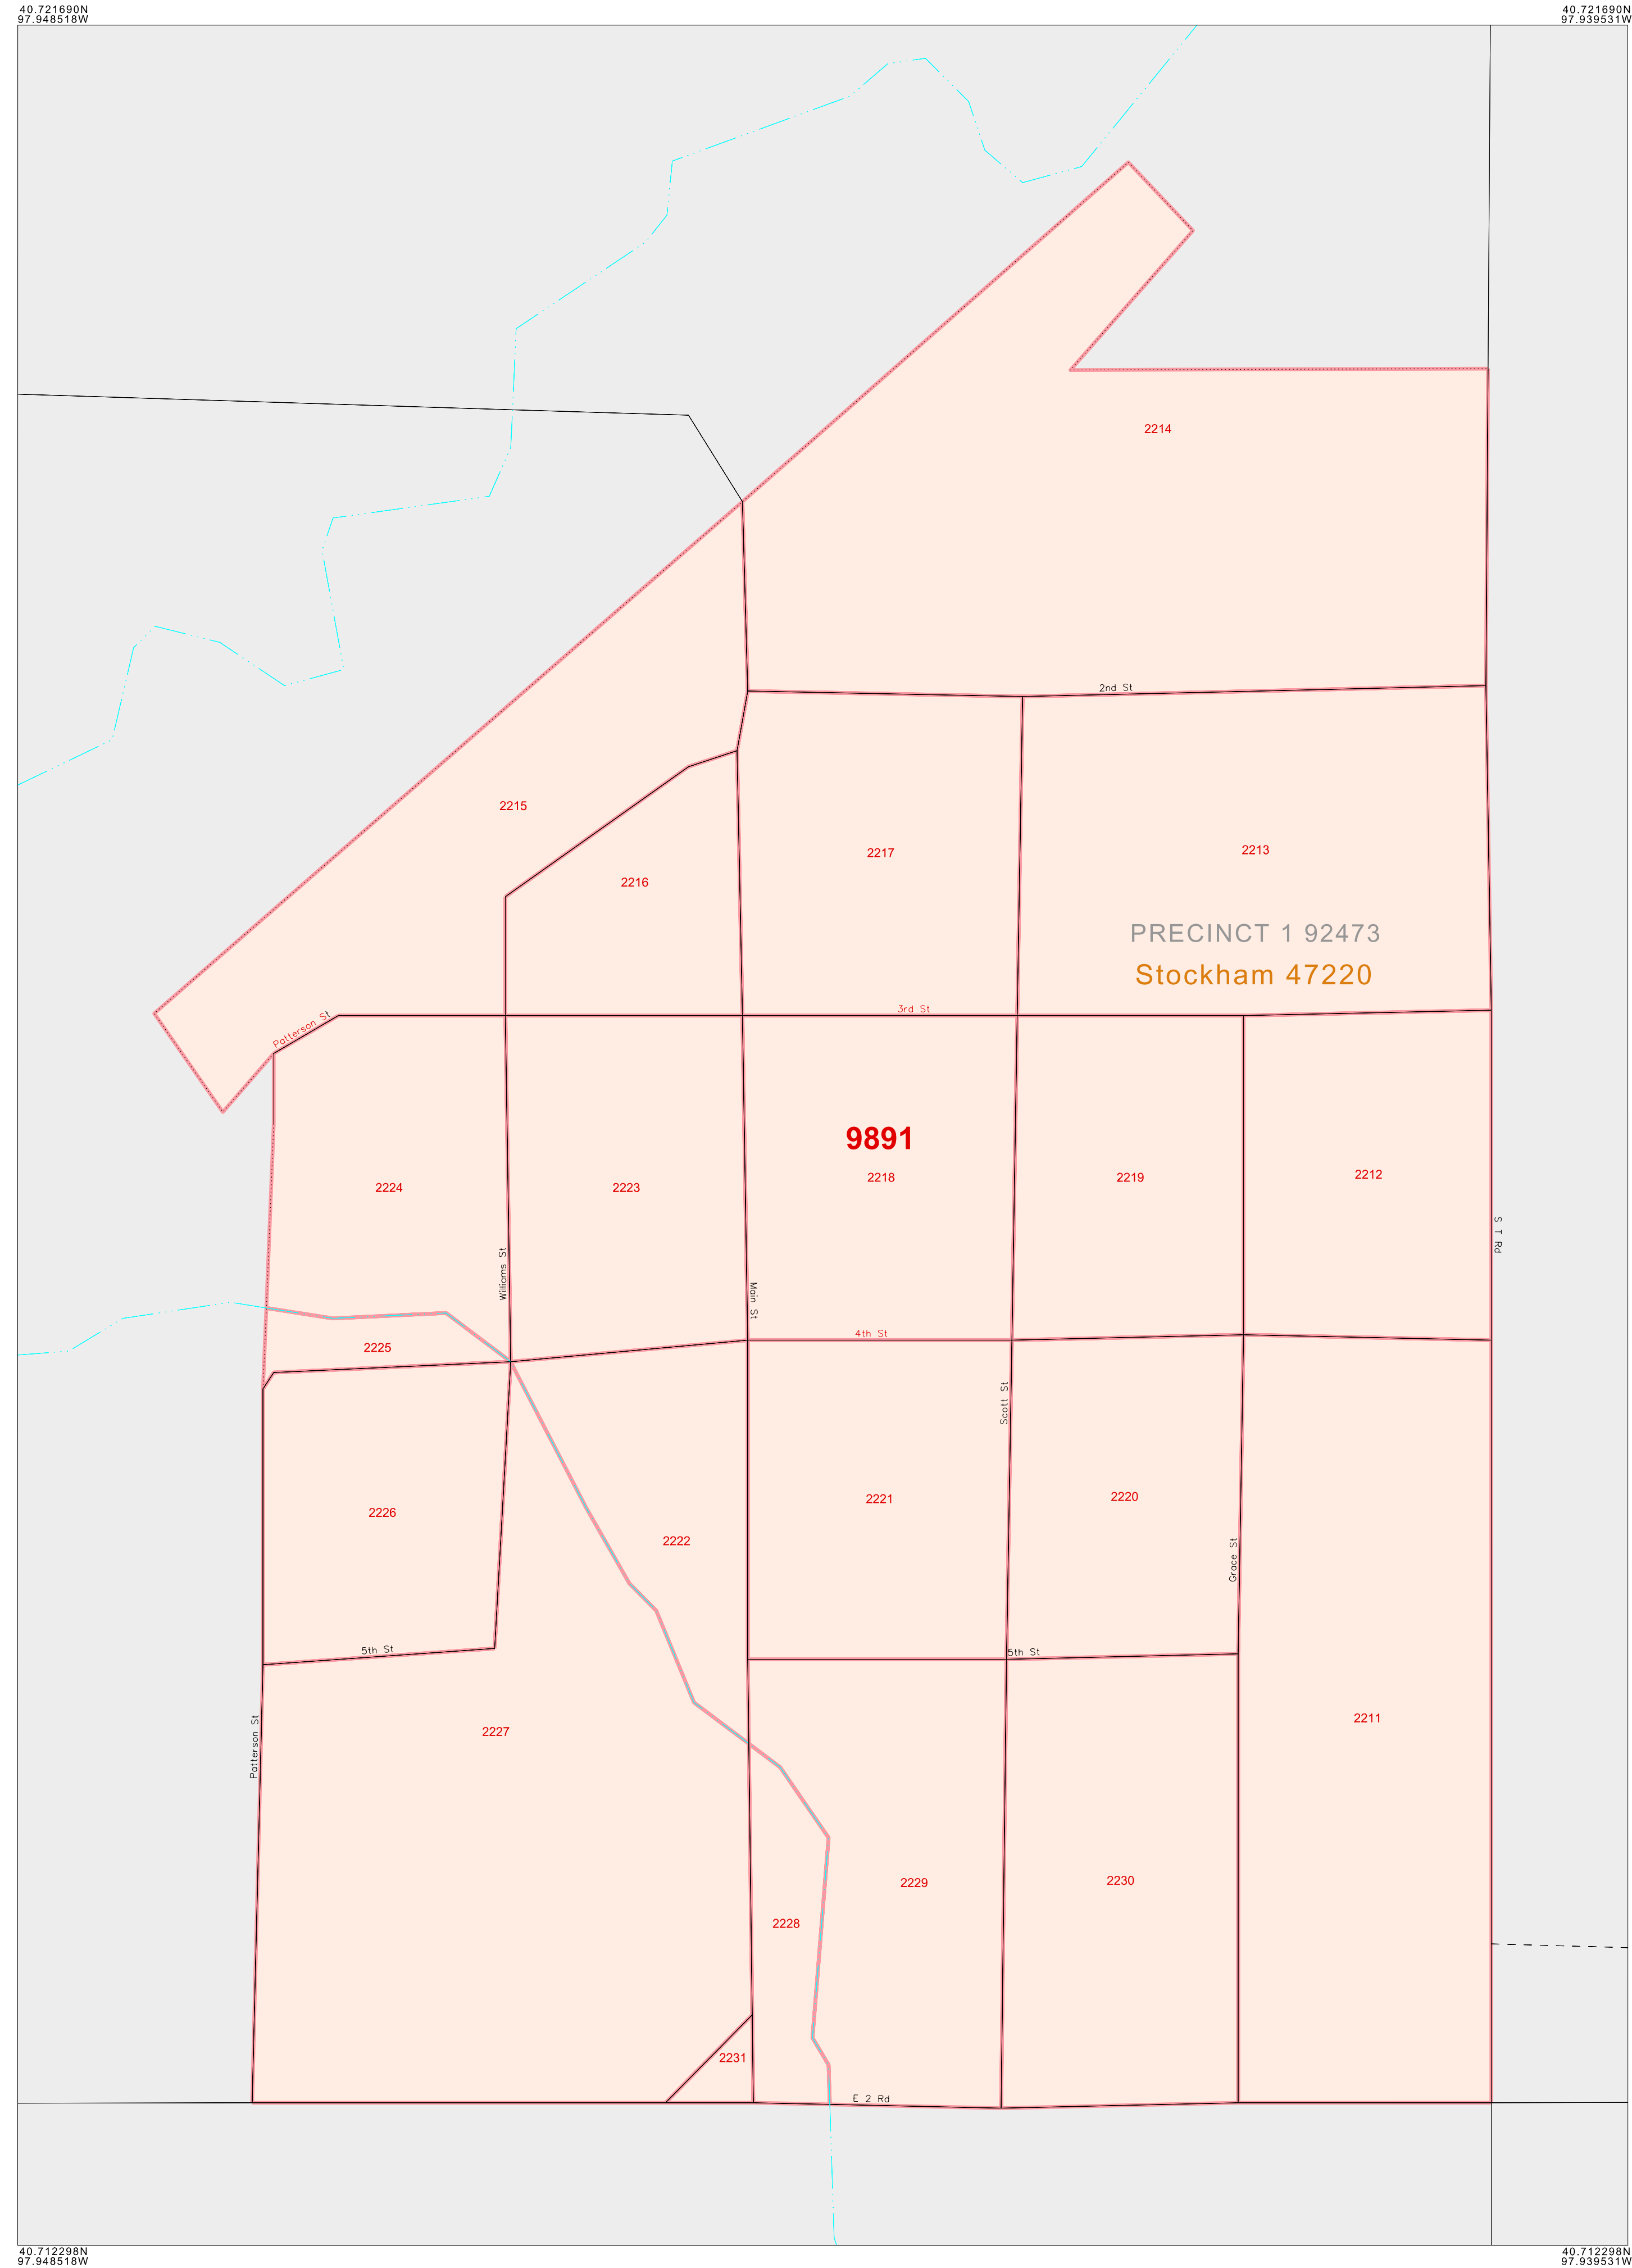 40.721690N
97.948518W
40.721690N
97.939531W
2214
2nd St
2215
2217
2213
2216
PRECINCT 1 92473
Stockham 47220
3rd St
Patterson St
9891
2224
2223
2218
2219
2212
S T Rd
Williams St
Main St
4th St
2225
Scott St
2226
2222
2221
2220
Grace St
5th St
5th St
2227
2211
Patterson St
2229
2230
2228
2231
E 2 Rd
40.712298N
97.948518W
40.712298N
97.939531W